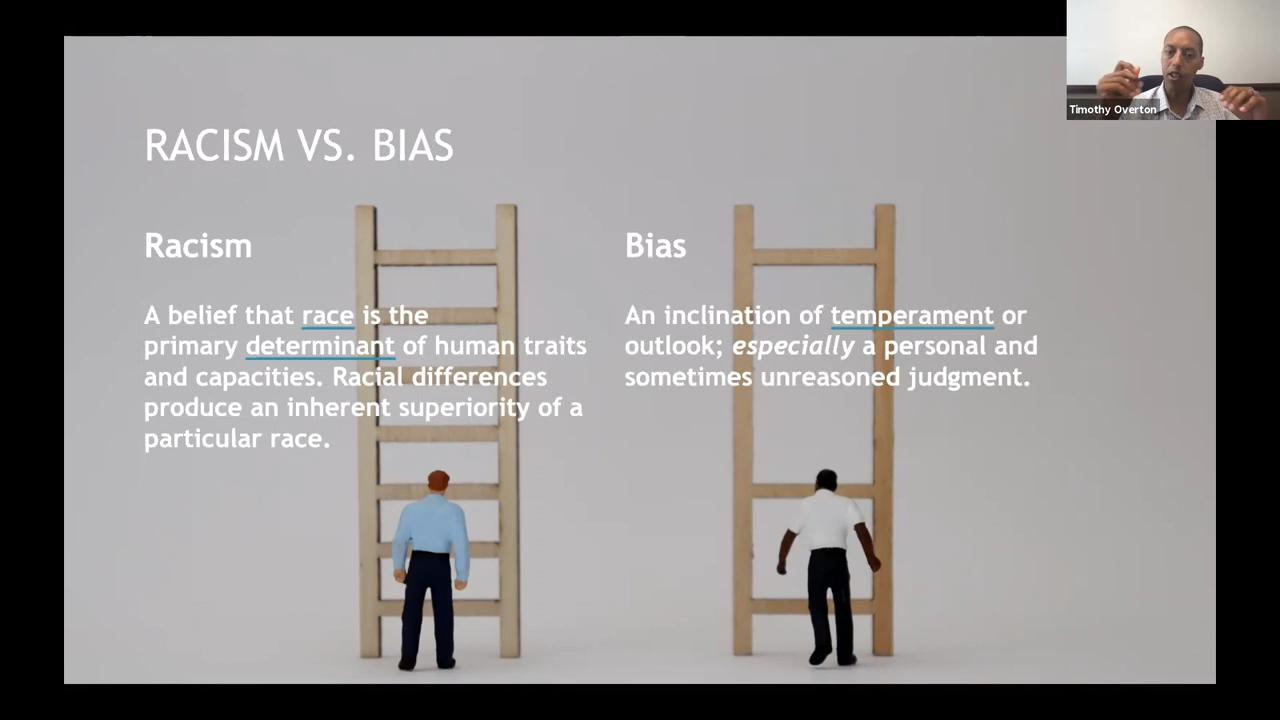 Timothy Overton
RACISM VS. BIAS
Racism
A belief that race is the
primary determinant of human traits
and capacities. Racial differences
produce an inherent superiority of a
particular race.
Bias
An inclination of temperament or
outlook; especially a personal and
sometimes unreasoned judgment.